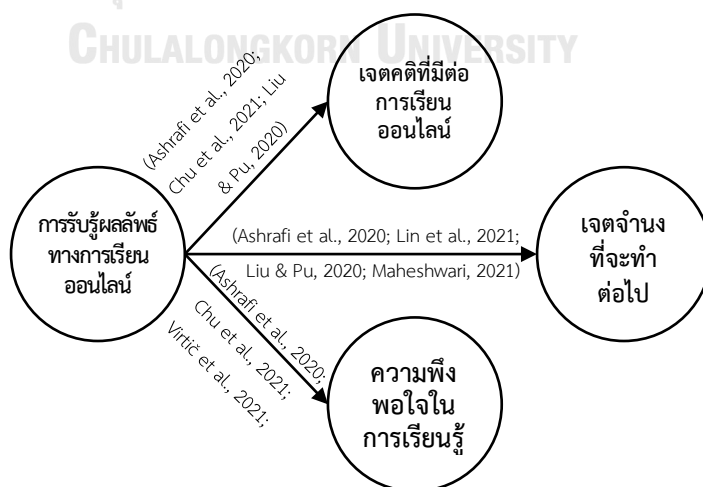 CHULALONGKORN UNIVERSITY
เจตคติที่มีต่อ
การเรียน
ออนไลน์
(Ashrafi et al., 2020;
Chu et al., 2021; Liu
& Pu, 2020)
การรับรู้ผลลัพธ์
ทางการเรียน
ออนไลน์
(Ashrafi et al., 2020; Lin et al., 2021;
Liu & Pu, 2020; Maheshwari, 2021)
เจตจำนง
ที่จะทำ
ต่อไป
(Ashrafi et al., 2020;
Chu et al., 2021;
Virtič et al., 2021;
ความพึง
พอใจใน
การเรียนรู้